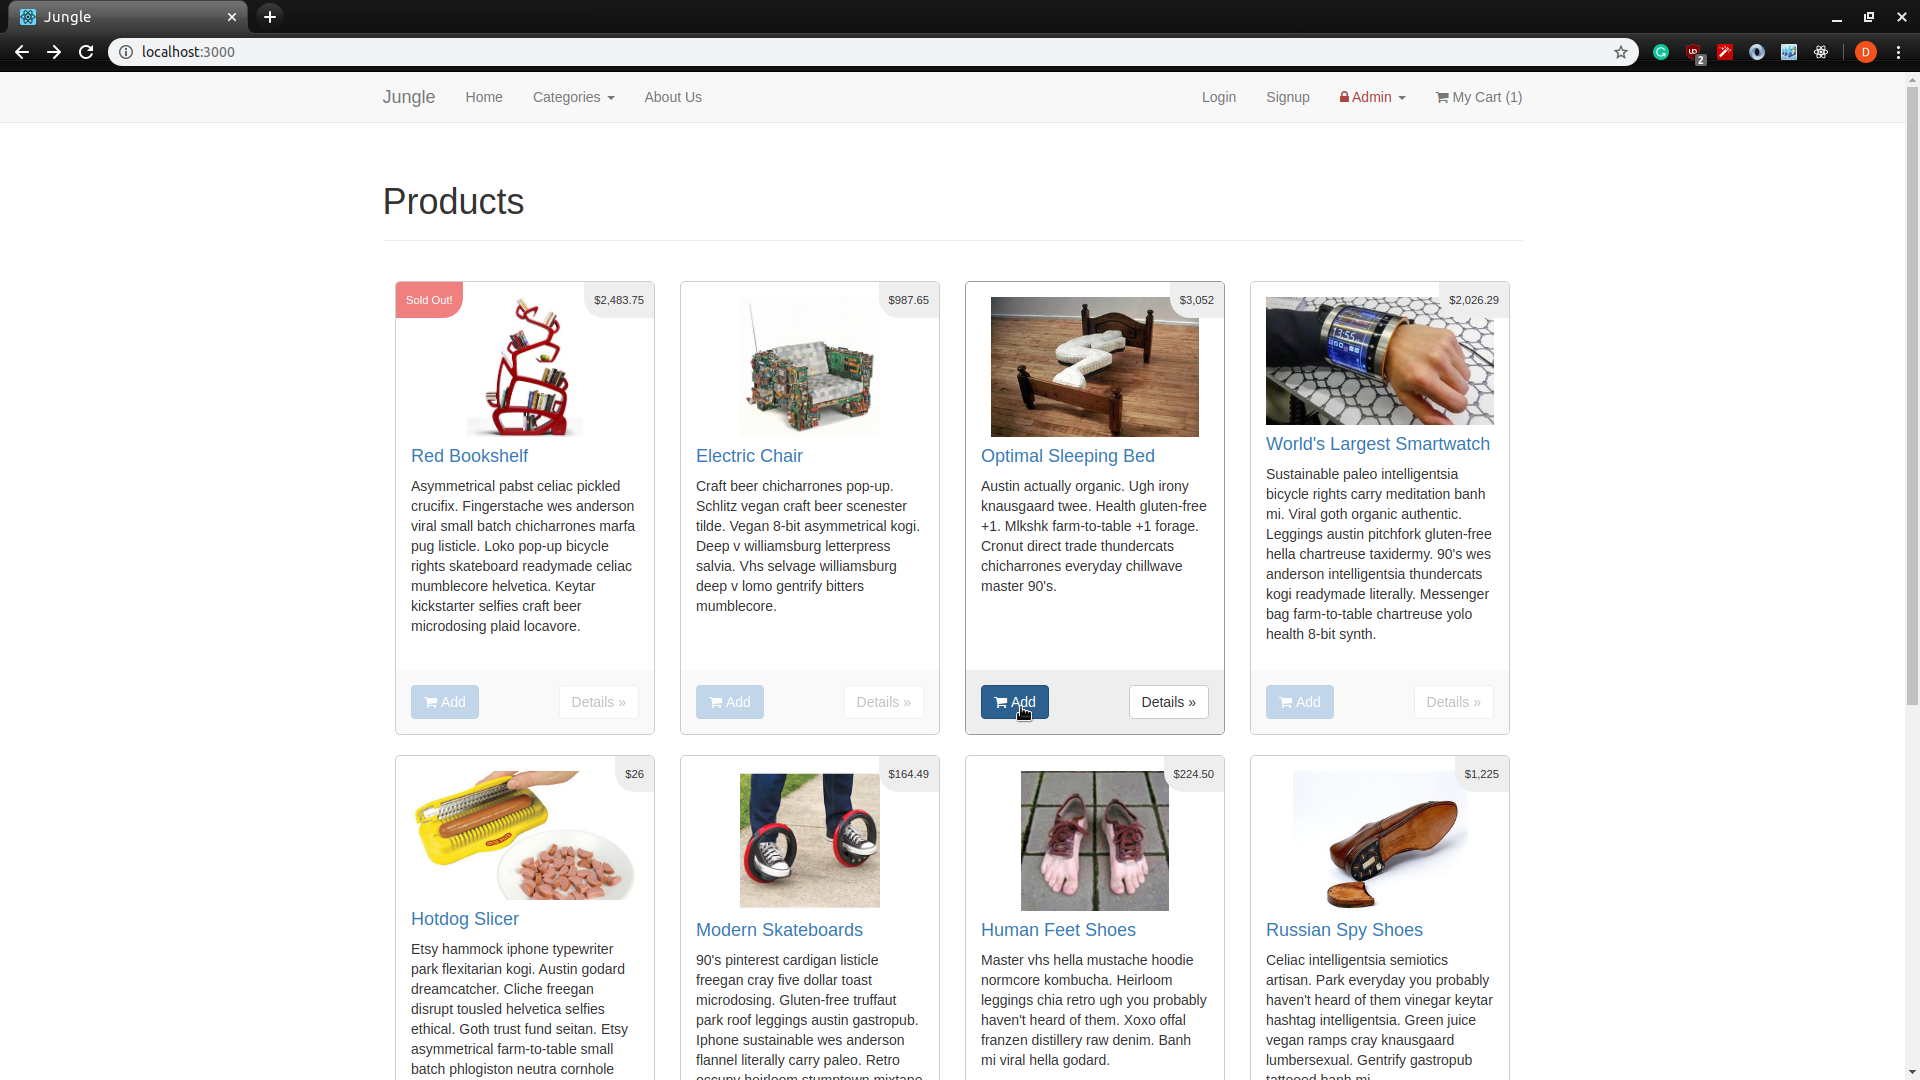 Jungle
localhost:3000
2
D
Jungle
Home
Categories
About Us
Login
Signup
Admin
My Cart (1)
Products
Sold Out!
$2,483.75
Red Bookshelf
Asymmetrical pabst celiac pickled
crucifix. Fingerstache wes anderson
viral small batch chicharrones marfa
pug listicle. Loko pop-up bicycle
rights skateboard readymade celiac
mumblecore helvetica. Keytar
kickstarter selfies craft beer
microdosing plaid locavore.
Add
Details »
$987.65
Electric Chair
Craft beer chicharrones pop-up.
Schlitz vegan craft beer scenester
tilde. Vegan 8-bit asymmetrical kogi.
Deep v williamsburg letterpress
salvia. Vhs selvage williamsburg
deep v lomo gentrify bitters
mumblecore.
Add
Details »
$3,052
Optimal Sleeping Bed
Austin actually organic. Ugh irony
knausgaard twee. Health gluten-free
+1. Mlkshk farm-to-table +1 forage.
Cronut direct trade thundercats
chicharrones everyday chillwave
master 90's.
Add
Details »
$2,026.29
13:55
World's Largest Smartwatch
Sustainable paleo intelligentsia
bicycle rights carry meditation banh
mi. Viral goth organic authentic.
Leggings austin pitchfork gluten-free
hella chartreuse taxidermy. 90's wes
anderson intelligentsia thundercats
kogi readymade literally. Messenger
bag farm-to-table chartreuse yolo
health 8-bit synth.
Add
Details »
$26
Hotdog Slicer
Etsy hammock iphone typewriter
park flexitarian kogi. Austin godard
dreamcatcher. Cliche freegan
disrupt tousled helvetica selfies
ethical. Goth trust fund seitan. Etsy
asymmetrical farm-to-table small
batch phlogiston neutra cornhole
$164.49
Modern Skateboards
90's pinterest cardigan listicle
freegan cray five dollar toast
microdosing. Gluten-free truffaut
park roof leggings austin gastropub.
Iphone sustainable wes anderson
flannel literally carry paleo. Retro
occupy heirloom stumptown mixtape
$224.50
Human Feet Shoes
Master vhs hella mustache hoodie
normcore kombucha. Heirloom
leggings chia retro ugh you probably
haven't heard of them. Xoxo offal
franzen distillery raw denim. Banh
mi viral hella godard.
$1,225
Russian Spy Shoes
Celiac intelligentsia semiotics
artisan. Park everyday you probably
haven't heard of them vinegar keytar
hashtag intelligentsia. Green juice
vegan ramps cray knausgaard
lumbersexual. Gentrify gastropub
tattooed banh mi.